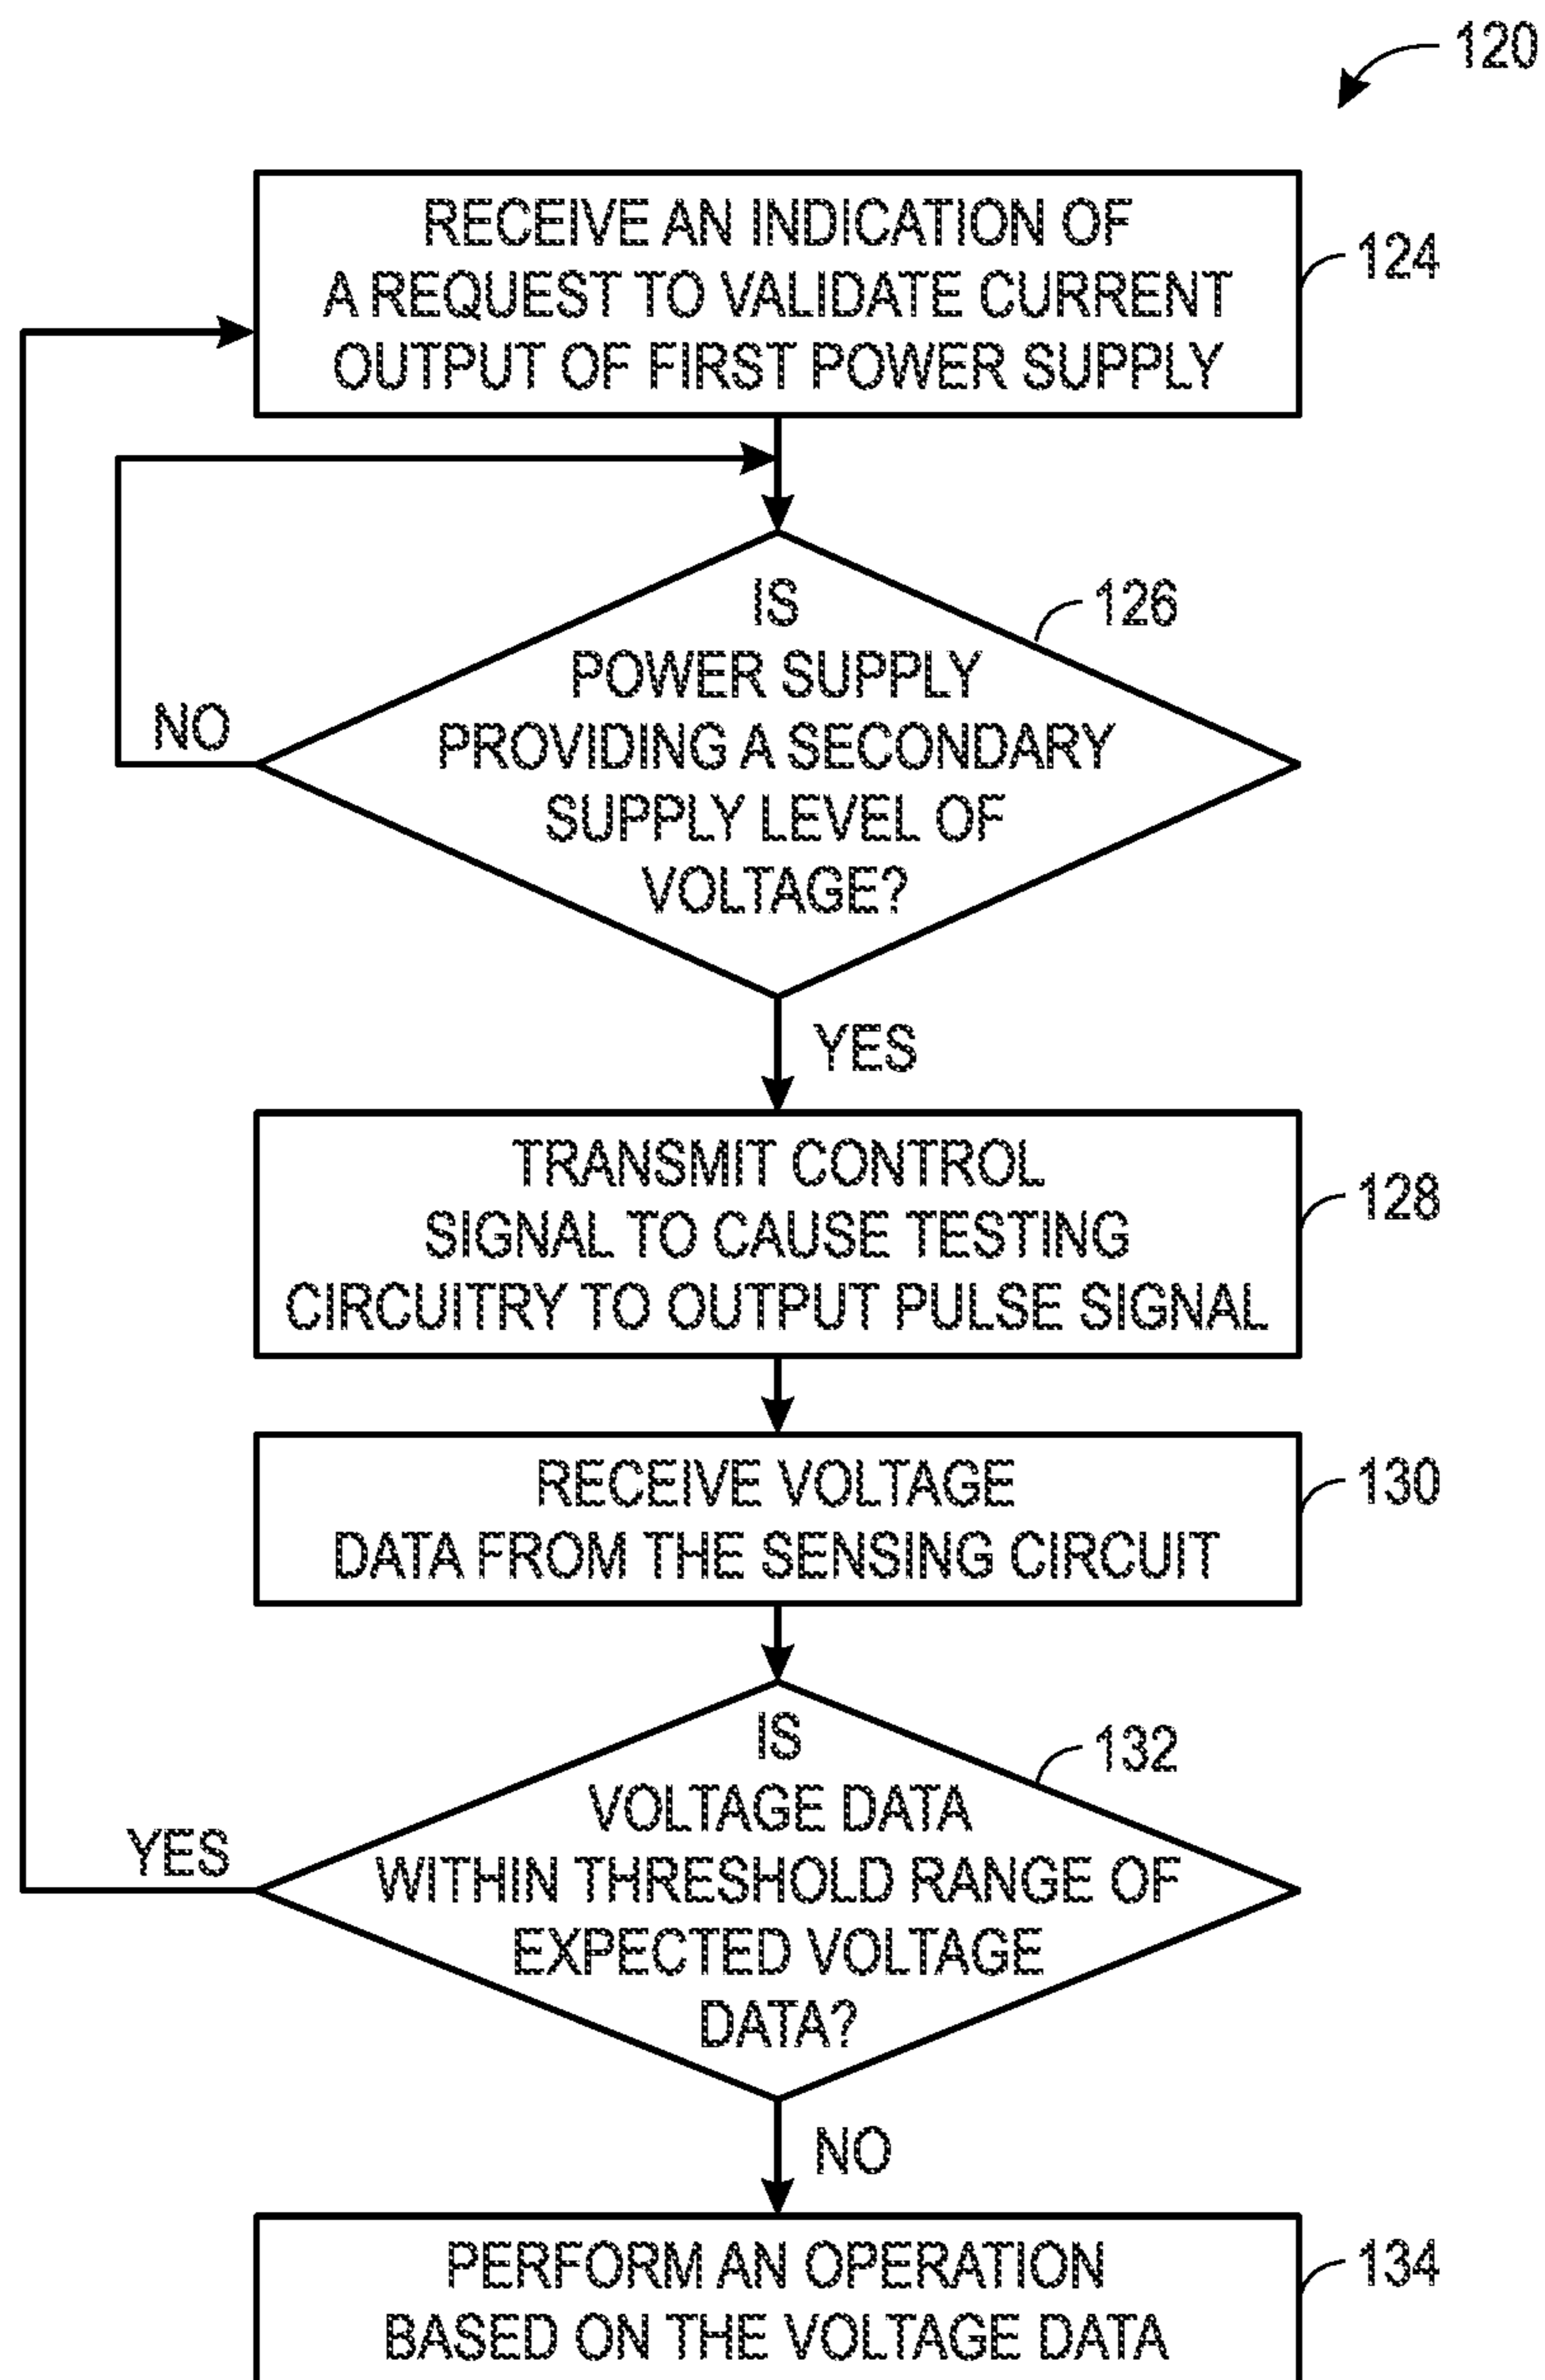 120
RECEIVE AN INDICATION OF
A REQUEST TO VALIDATE CURRENT
OUTPUT OF FIRST POWER SUPPLY
124
IS
POWER SUPPLY
PROVIDING A SECONDARY
SUPPLY LEVEL OF
VOLTAGE?
126
NO
YES
TRANSMIT CONTROL
SIGNAL TO CAUSE TESTING
CIRCUITRY TO OUTPUT PULSE SIGNAL
128
RECEIVE VOLTAGE
DATA FROM THE SENSING CIRCUIT
130
IS
VOLTAGE DATA
WITHIN THRESHOLD RANGE OF
EXPECTED VOLTAGE
DATA?
132
YES
NO
PERFORM AN OPERATION
BASED ON THE VOLTAGE DATA
134